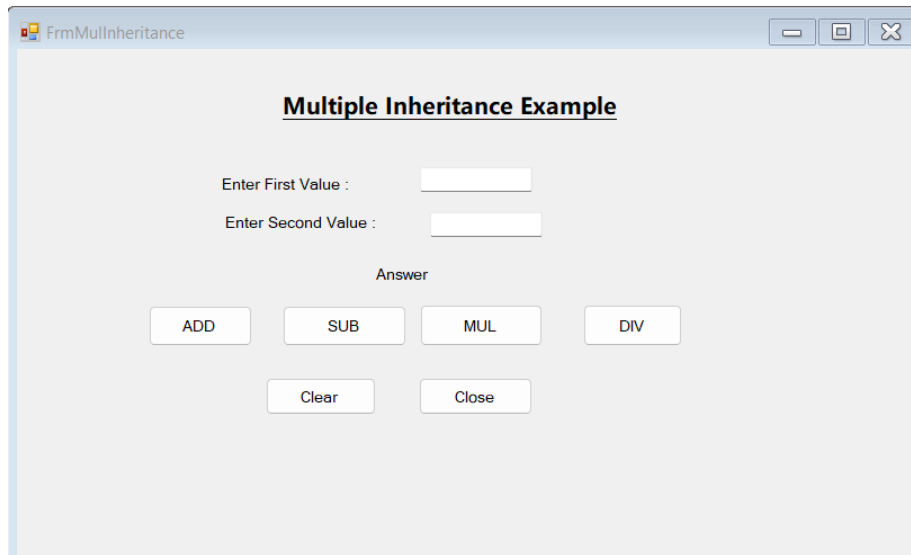 FrmMulInheritance
Multiple Inheritance Example
Enter First Value :
Enter Second Value :
Answer
ADD SUB MUL DIV
Clear Close